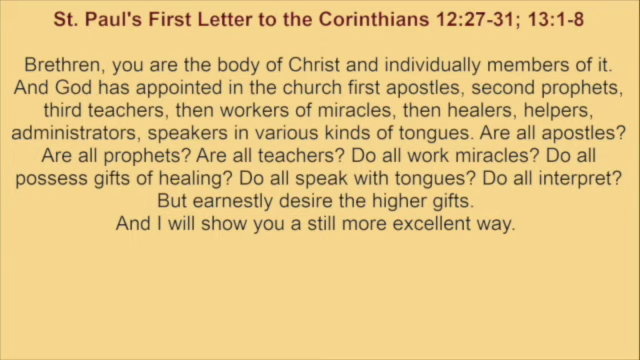 St. Paul's First Letter to the Corinthians 12:27-31; 13:1-8
Brethren, you are the body of Christ and individually members of it.
And God has appointed in the church first apostles, second prophets,
third teachers, then workers of miracles, then healers, helpers,
administrators, speakers in various kinds of tongues. Are all apostles?
Are all prophets? Are all teachers? Do all work miracles? Do all
possess gifts of healing? Do all speak with tongues? Do all interpret?
But earnestly desire the higher gifts.
And I will show you a still more excellent way.